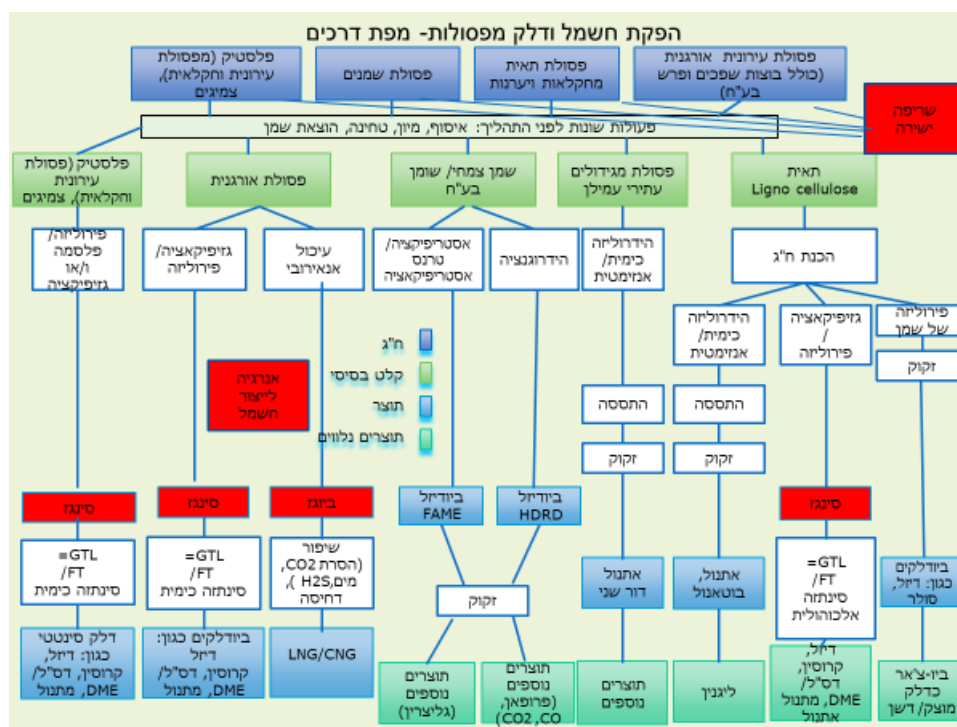 הפקת חשמל ודלק מפסולות- מפת דרכים
פסולת עירונית אורגנית
(כולל בוצות שפכים ופרש
בע"ח)
פסולת תאית
מחקלאות ויערנות
פסולת שמנים
פלסטיק (מפסולת
עירונית וחקלאית),
צמיגים
שריפה
ישירה
פעולות שונות לפני התהליך: איסוף, מיון, טחינה, הוצאת שמן
תאית
Ligno cellulose
פסולת מגידולים
עתירי עמילן
שמן צמחי/ שומן
בע"ח
פסולת אורגנית
פלסטיק (פסולת
עירונית
וחקלאית), צמיגים
הכנת ח"ג
הידרוליזה
כימית/
אנזימטית
הידרוגנציה
אסטריפיקציה/
טרנס
אסטריפיקאציה
עיכול
אנאירובי
גזיפיקאציה/
פירוליזה
פירוליזה/
פלסמה
ו/או
גזיפיקציה
פירוליזה
של שמן
גזיפיקאציה
/
פירוליזה
הידרוליזה
כימית/
אנזימטית
זקוק
ח"ג
קלט בסיסי
תוצר
תוצרים נלווים
אנרגיה
לייצור
חשמל
התססה
התססה
זקוק
זקוק
סינגז
ביודיזל
HDRD
ביודיזל
FAME
ביוגז
סינגז
סינגז
ביודלקים
כגון: דיזל,
סולר
=GTL
/FT
סינתזה
אלכוהולית
אתנול,
בוטאנול
אתנול
דור שני
זקוק
שיפור
(הסרת CO2,
מים,H2S ),
דחיסה
=GTL
/FT
סינתזה כימית
=GTL
/FT
סינתזה כימית
ביו-צ'אר
כדלק
מוצק/ דשן
דיזל,
קרוסין,
דס"ל/
DME, מתנול
אתנול
ליגנין
תוצרים
נוספים
תוצרים
נוספים
(פרופאן,
CO2 ,CO)
תוצרים
נוספים
(גליצרין)
LNG/CNG
ביודלקים כגון:
דיזל
קרוסין, דס"ל/
DME, מתנול
דלק סינטטי
כגון: דיזל,
קרוסין, דס"ל/
DME, מתנול